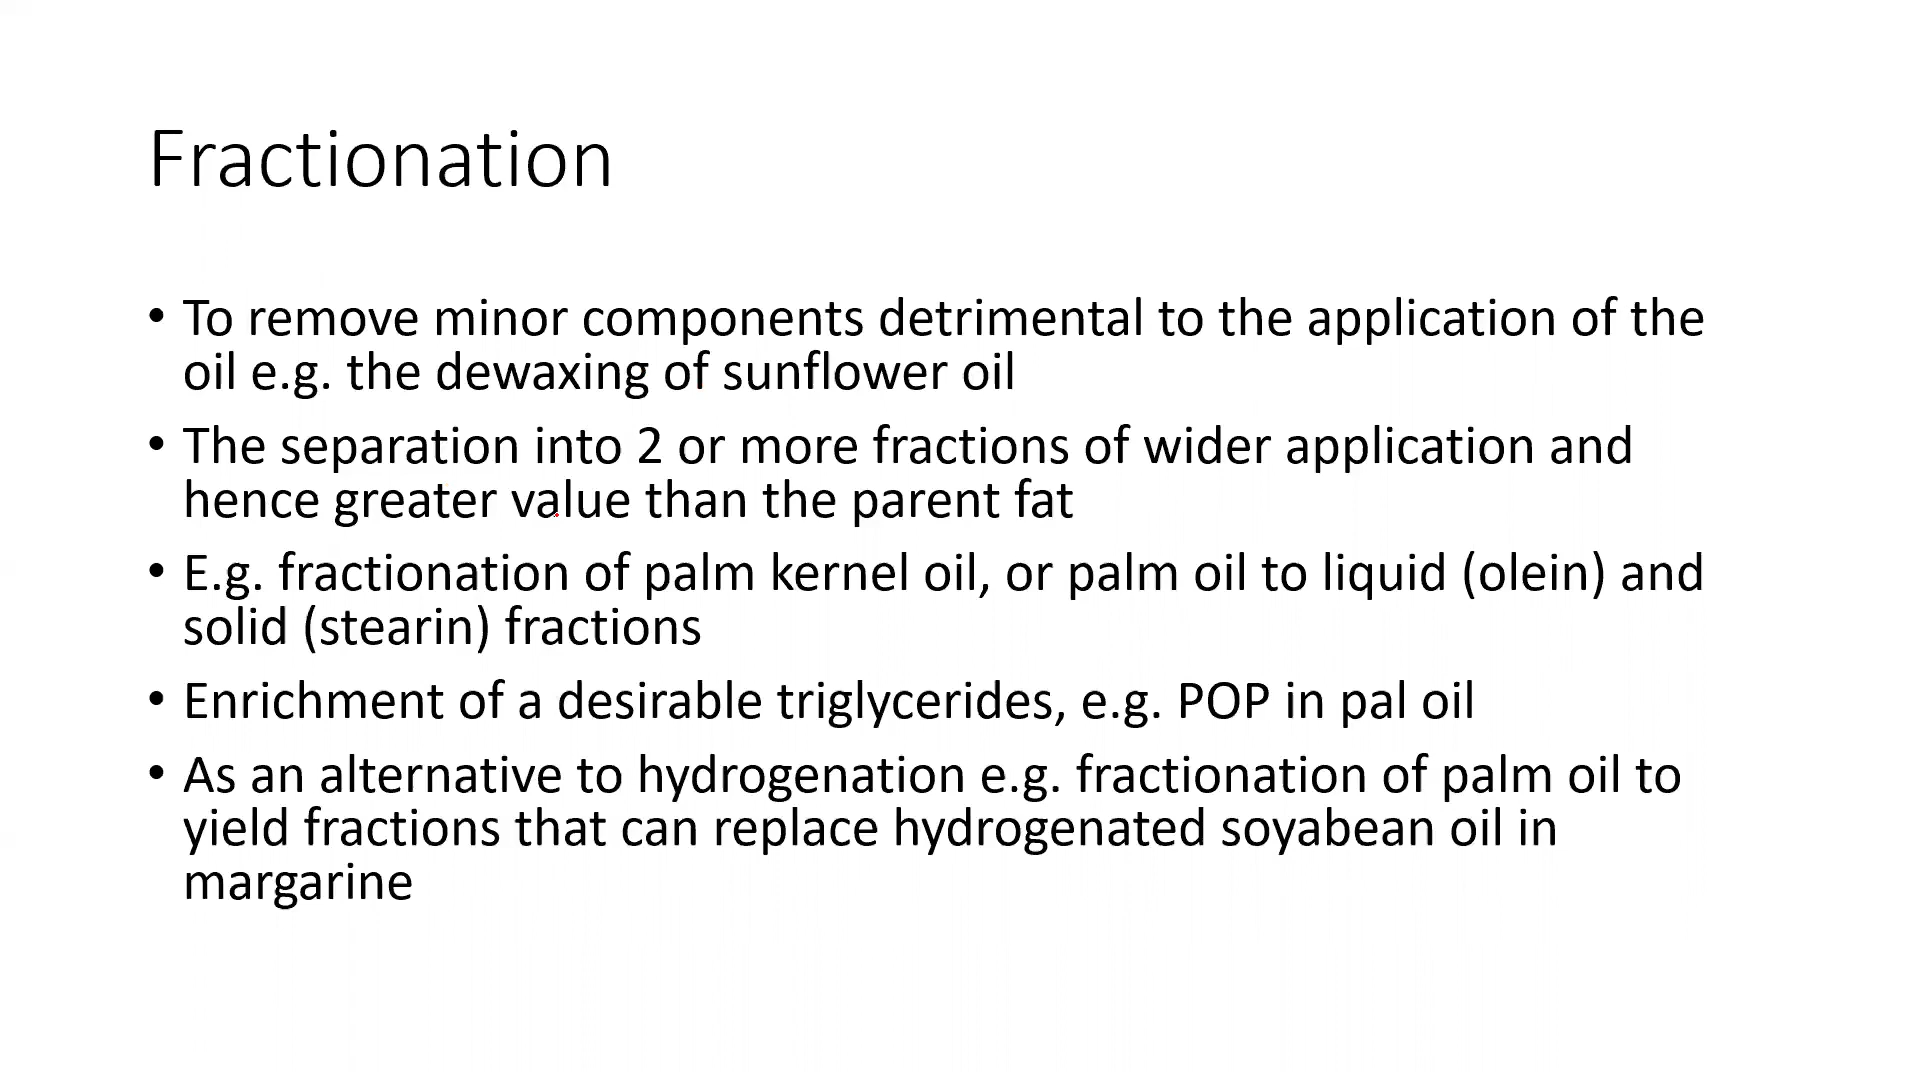 Fractionation
• To remove minor components detrimental to the application of the
oil e.g. the dewaxing of sunflower oil
• The separation into 2 or more fractions of wider application and
hence greater value than the parent fat
• E.g. fractionation of palm kernel oil, or palm oil to liquid (olein) and
solid (stearin) fractions
• Enrichment of a desirable triglycerides, e.g. POP in pal oil
• As an alternative to hydrogenation e.g. fractionation of palm oil to
yield fractions that can replace hydrogenated soyabean oil in
margarine